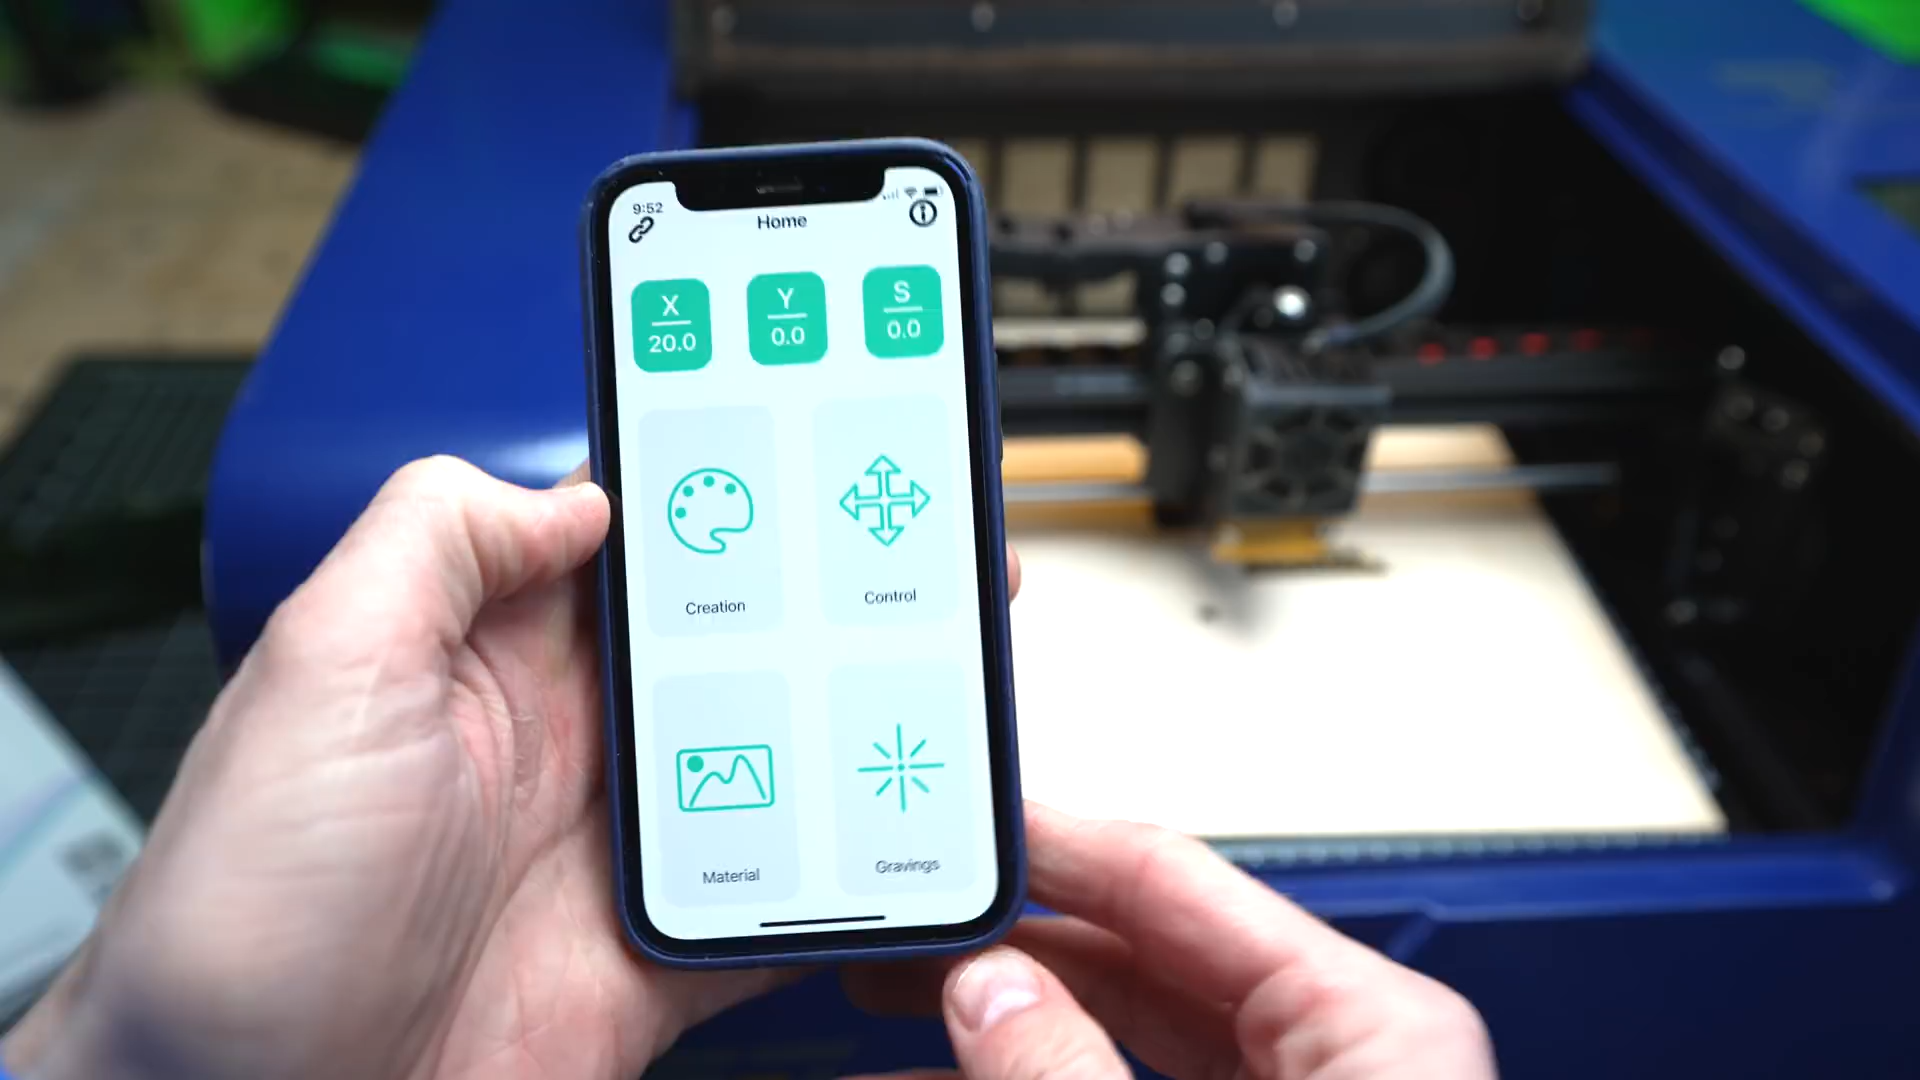 9:52
Home
X
20.0
Y
0.0
S
0.0
Creation
Control
Material
Gravings